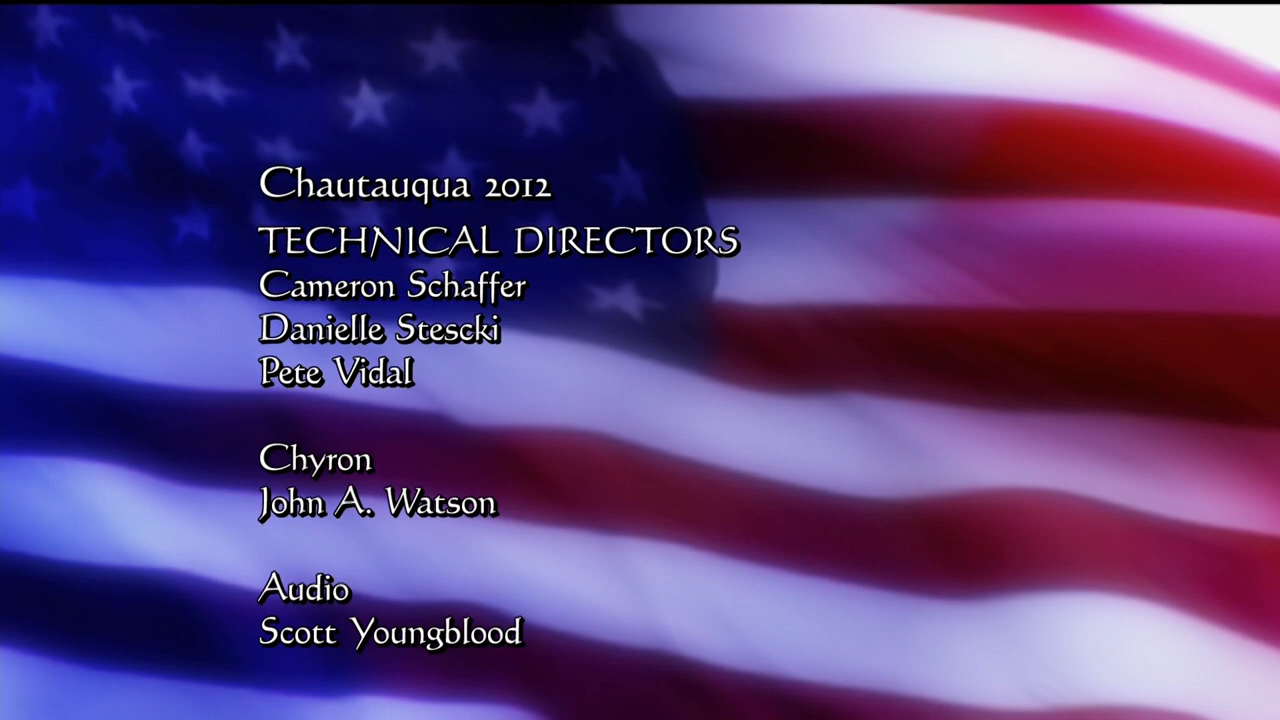 Chautauqua 2012
TECHNICAL DIRECTORS
Cameron Schaffer
Danielle Stescki
Pete Vidal
Chyron
John A. Watson
Audio
Scott Youngblood